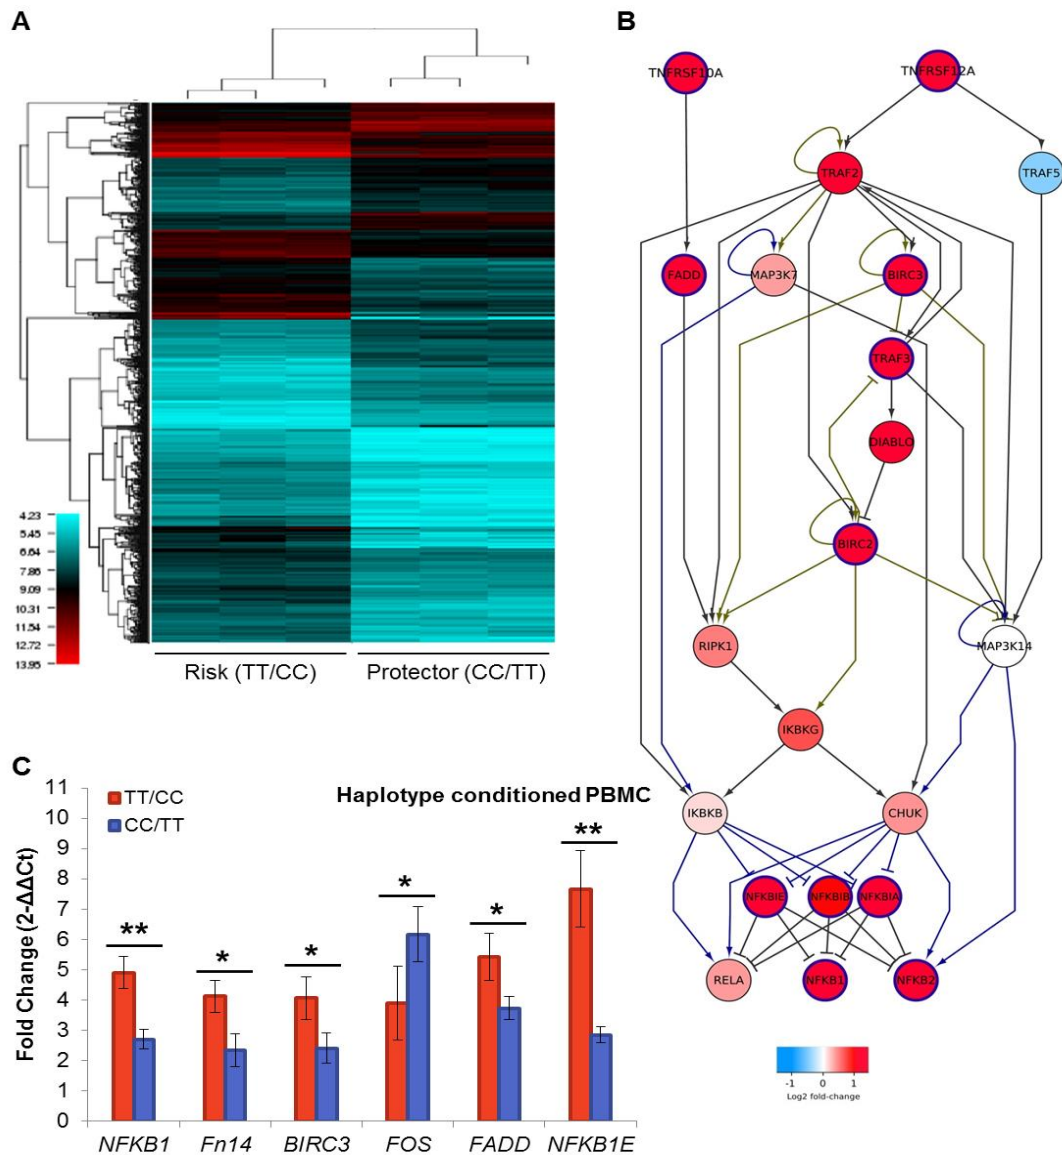 A
4.23
5.45
6.64
7.86
9.09
10.31
11.54
12.72
13.95
Risk (TT/CC)
Protector (CC/TT)
B
TNFRSF10A
TNFRSF12A
TRAF2
TRAF5
FADD
MAP3K7
BIRC3
TRAF3
DIABLO
BIRC2
RIPK1
MAP3K14
IKBKG
IKBKB
CHUK
NFKBIE
NFKBIB
NFKBIA
RELA
NFKB1
NFKB2
-1
0
1
Log2 fold-change
C
TT/CC
CC/TT
Haplotype conditioned PBMC
Fold Change (2-ΔΔCt)
11
10
9
8
7
6
5
4
3
2
1
0
**
*
*
*
*
**
NFKB1
Fn14
BIRC3
FOS
FADD
NFKB1E